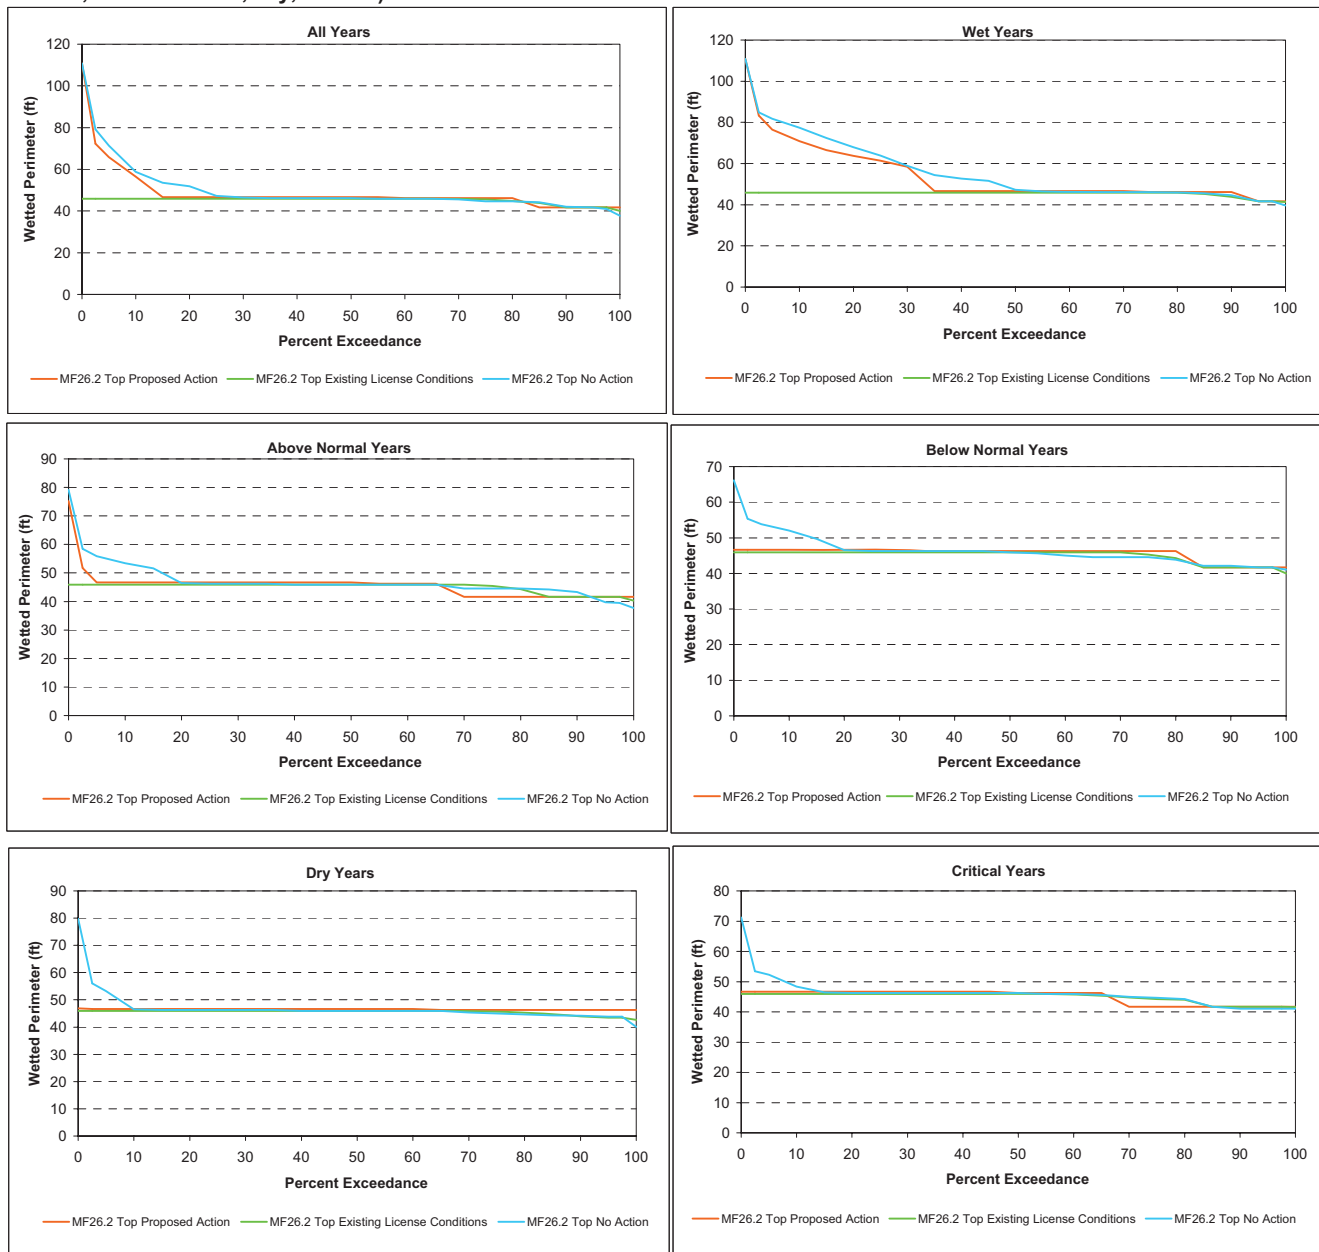 All Years
Wetted Perimeter (ft)
120
100
80
60
40
20
0
0 10 20 30 40 50 60 70 80 90 100
Percent Exceedance
MF26.2 Top Proposed Action MF26.2 Top Existing License Conditions MF26.2 Top No Action
Wet Years
Wetted Perimeter (ft)
120
100
80
60
40
20
0
0 10 20 30 40 50 60 70 80 90 100
Percent Exceedance
MF26.2 Top Proposed Action MF26.2 Top Existing License Conditions MF26.2 Top No Action
Above Normal Years
Wetted Perimeter (ft)
90
80
70
60
50
40
30
20
10
0
0 10 20 30 40 50 60 70 80 90 100
Percent Exceedance
MF26.2 Top Proposed Action MF26.2 Top Existing License Conditions MF26.2 Top No Action
Below Normal Years
Wetted Perimeter (ft)
70
60
50
40
30
20
10
0
0 10 20 30 40 50 60 70 80 90 100
Percent Exceedance
MF26.2 Top Proposed Action MF26.2 Top Existing License Conditions MF26.2 Top No Action
Dry Years
Wetted Perimeter (ft)
90
80
70
60
50
40
30
20
10
0
0 10 20 30 40 50 60 70 80 90 100
Percent Exceedance
MF26.2 Top Proposed Action MF26.2 Top Existing License Conditions MF26.2 Top No Action
Critical Years
Wetted Perimeter (ft)
80
70
60
50
40
30
20
10
0
0 10 20 30 40 50 60 70 80 90 100
Percent Exceedance
MF26.2 Top Proposed Action MF26.2 Top Existing License Conditions MF26.2 Top No Action